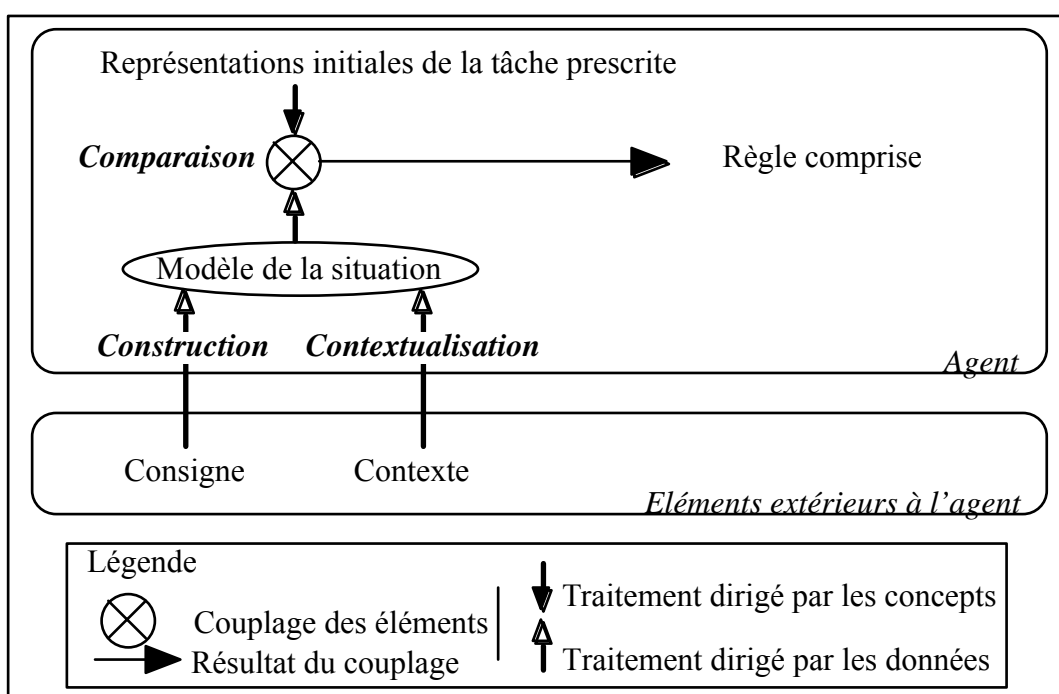 Représentations initiales de la tâche prescrite
Comparaison
Règle comprise
Modèle de la situation
Construction Contextualisation
Agent
Consigne Contexte
Eléments extérieurs à l’agent
Légende
Couplage des éléments
Résultat du couplage
Traitement dirigé par les concepts
Traitement dirigé par les données